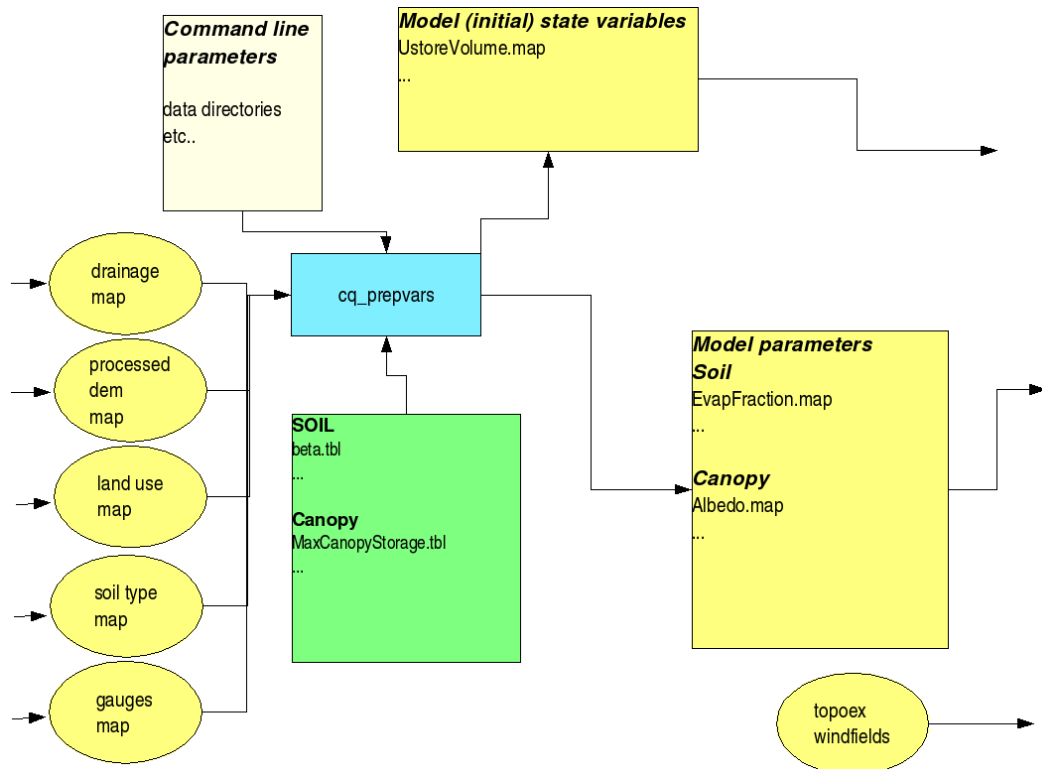 Command line
parameters
data directories
etc..
Model (initial) state variables
UstoreVolume.map
...
drainage
map
processed
dem
map
land use
map
soil type
map
gauges
map
cq_prepvars
SOIL
beta.tbl
...
Canopy
MaxCanopyStorage.tbl
...
Model parameters
Soil
EvapFraction.map
...
Canopy
Albedo.map
...
topoex
windfields